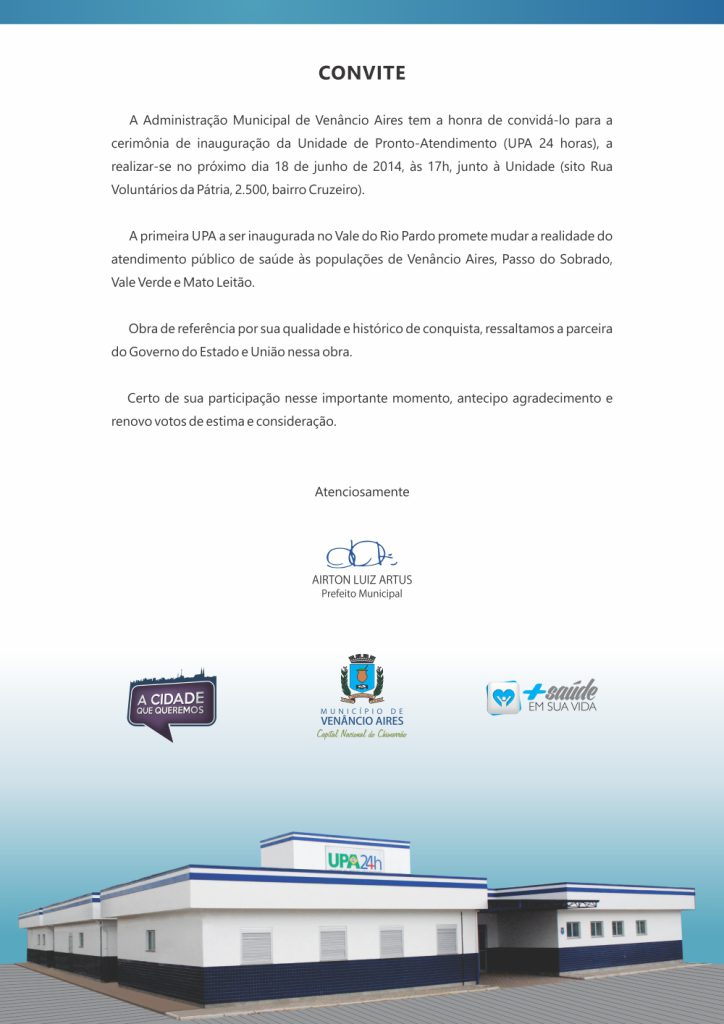 CONVITE
A Administração Municipal de Venâncio Aires tem a honra de convidá-lo para a
cerimônia de inauguração da Unidade de Pronto-Atendimento (UPA 24 horas), a
realizar-se no próximo dia 18 de junho de 2014, às 17h, junto à Unidade (sito Rua
Voluntários da Pátria, 2.500, bairro Cruzeiro).
A primeira UPA a ser inaugurada no Vale do Rio Pardo promete mudar a realidade do
atendimento público de saúde às populações de Venâncio Aires, Passo do Sobrado,
Vale Verde e Mato Leitão.
Obra de referência por sua qualidade e histórico de conquista, ressaltamos a parceira
do Governo do Estado e União nessa obra.
Certo de sua participação nesse importante momento, antecipo agradecimento e
renovo votos de estima e consideração.
Atenciosamente
AIRTON LUIZ ARTUS
Prefeito Municipal
A CIDADE
QUE QUEREMOS
MUNICÍPIO DE
VENÂNCIO AIRES
Capital Nacional do Chimarrão
+saúde
EM SUA VIDA
UPA24h